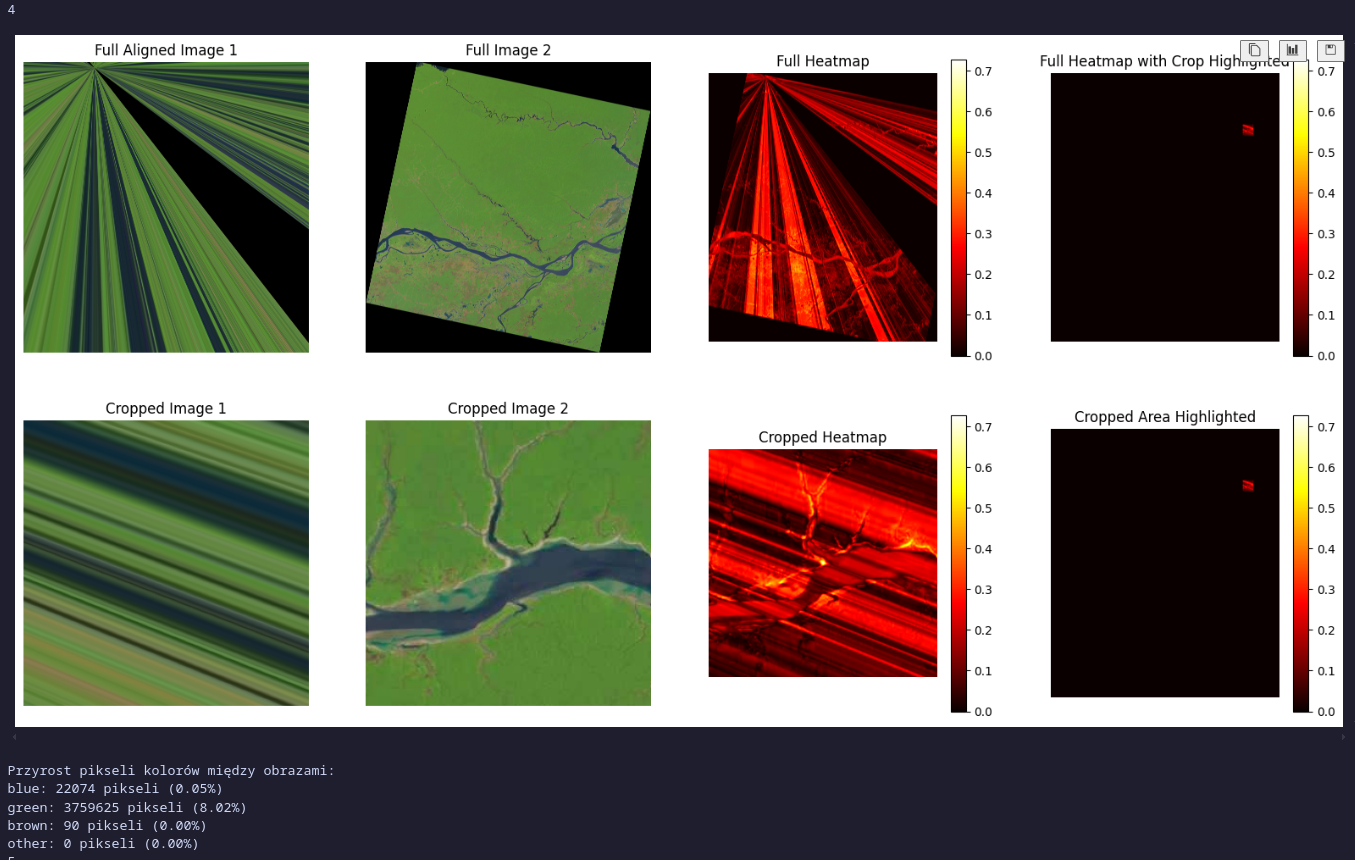 4
Full Aligned Image 1
Full Image 2
Full Heatmap
Full Heatmap with Crop Highlighted
0.7
0.6
0.5
0.4
0.3
0.2
0.1
0.0
0.7
0.6
0.5
0.4
0.3
0.2
0.1
0.0
Cropped Image 1
Cropped Image 2
Cropped Heatmap
Cropped Area Highlighted
0.7
0.6
0.5
0.4
0.3
0.2
0.1
0.0
0.7
0.6
0.5
0.4
0.3
0.2
0.1
0.0
Przyrost pikseli kolorów między obrazami:
blue: 22074 pikseli (0.05%)
green: 3759625 pikseli (8.02%)
brown: 90 pikseli (0.00%)
other: 0 pikseli (0.00%)